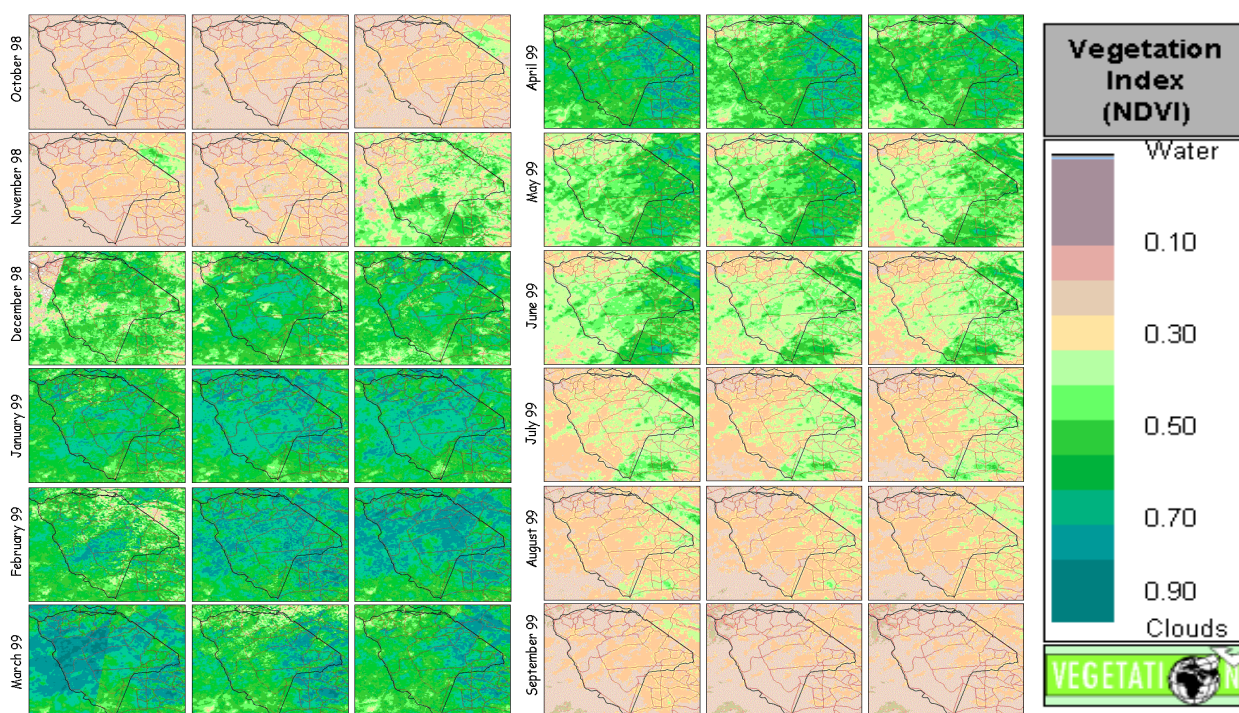 October 98
November 98
December 98
January 99
February 99
March 99
April 99
May 99
June 99
July 99
August 99
September 99
Vegetation
Index
(NDVI)
Water
0.10
0.30
0.50
0.70
0.90
Clouds
VEGETATI N